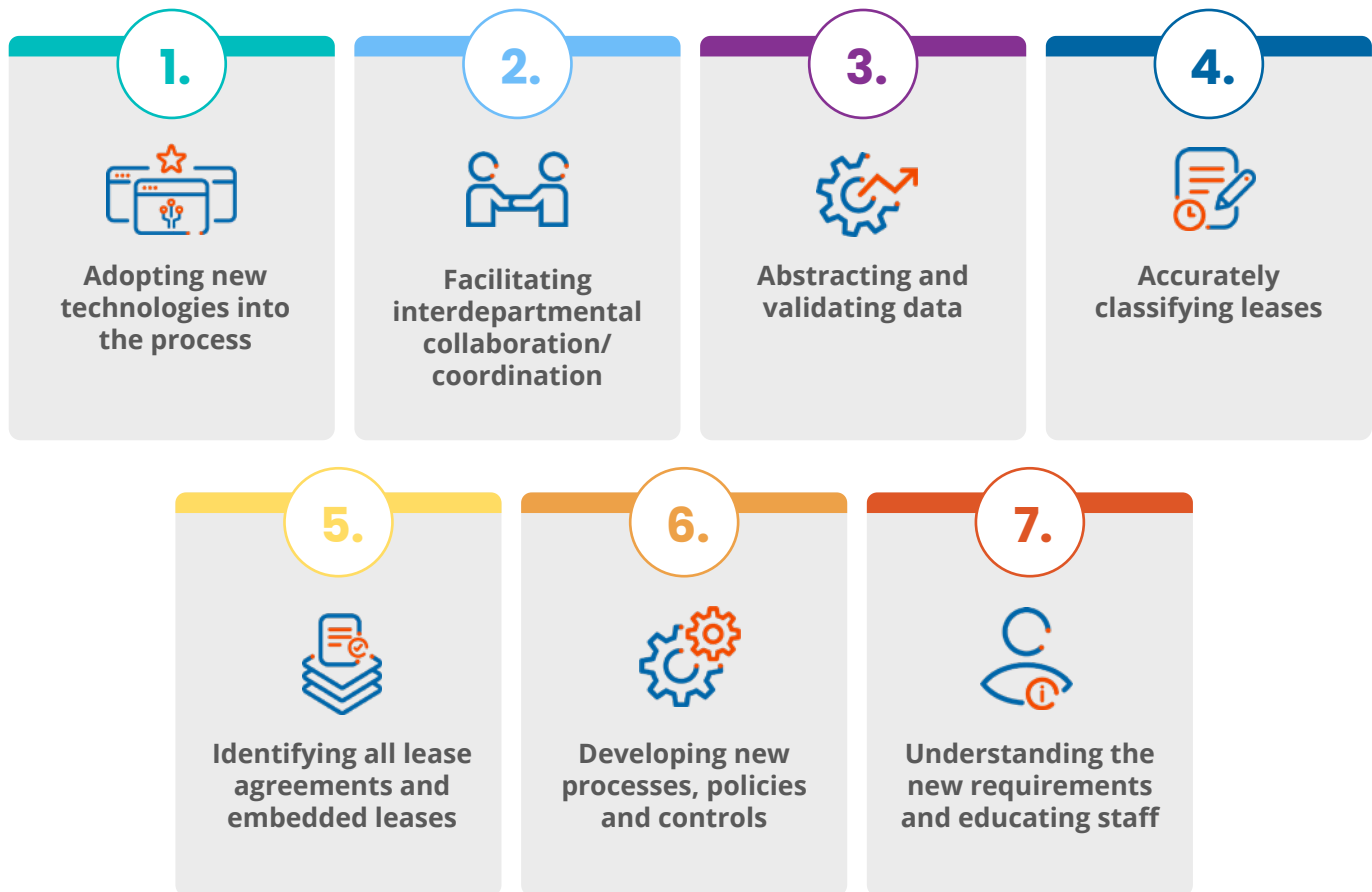 1.
Adopting new
technologies into
the process
2.
Facilitating
interdepartmental
collaboration/
coordination
3.
Abstracting and
validating data
4.
Accurately
classifying leases
5.
Identifying all lease
agreements and
embedded leases
6.
Developing new
processes, policies
and controls
7.
Understanding the
new requirements
and educating staff